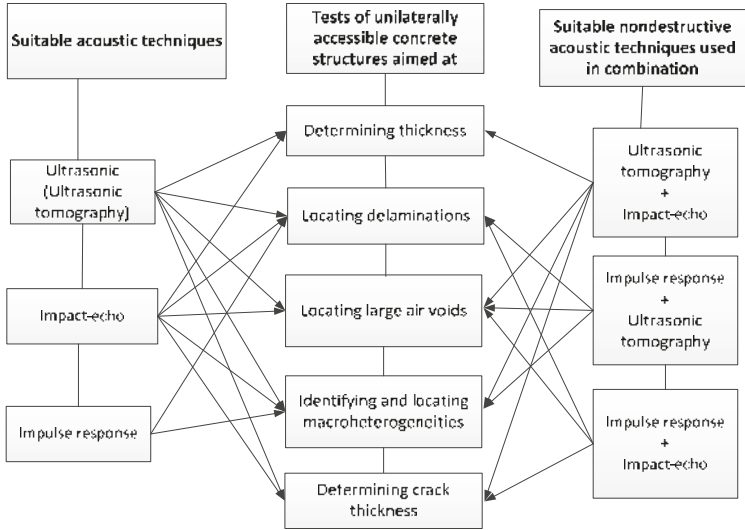 Suitable acoustic techniques
Ultrasonic
(Ultrasonic
tomography)
Impact-echo
Impulse response
Tests of unilaterally
accessible concrete
structures aimed at
Determining thickness
Locating delaminations
Locating large air voids
Identifying and locating
macroheterogeneities
Determining crack
thickness
Suitable nondestructive
acoustic techniques used
in combination
Ultrasonic
tomography
+
Impact-echo
Impulse response
+
Ultrasonic
tomography
Impulse response
+
Impact-echo